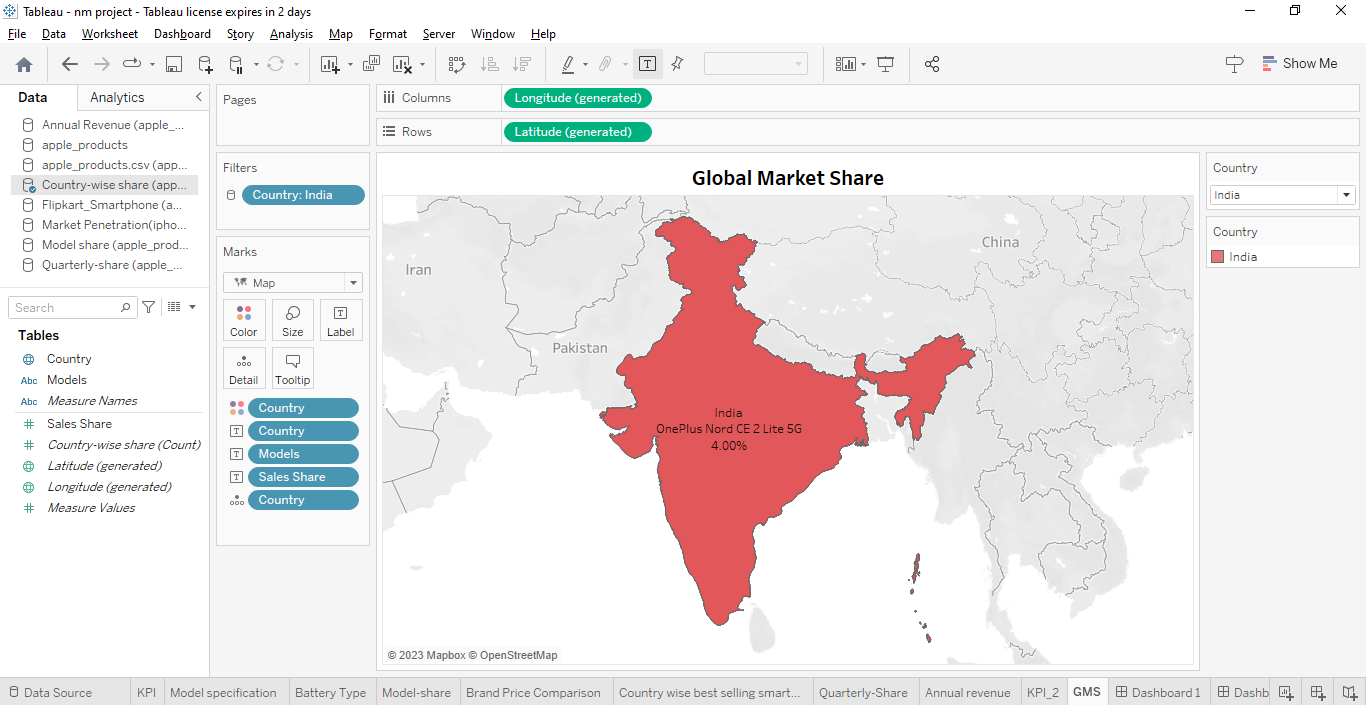 Tableau - nm project - Tableau license expires in 2 days
File Data Worksheet Dashboard Story Analysis Map Format Server Window Help
Show Me
Data Analytics
Annual Revenue (apple_...
apple_products
apple_products.csv (app...
Country-wise share (app...
Flipkart_Smartphone (a...
Market Penetration(ipho...
Model share (apple_prod...
Quarterly-share (apple_...
Search
Tables
Country
Abc Models
Abc Measure Names
Sales Share
Country-wise share (Count)
Latitude (generated)
Longitude (generated)
Measure Values
Pages
Filters
Country: India
Marks
Map
Color Size Label
Detail Tooltip
Country
Country
Models
Sales Share
Country
Columns Longitude (generated)
Rows Latitude (generated)
Global Market Share
Iran
China
Pakistan
India
OnePlus Nord CE 2 Lite 5G
4.00%
© 2023 Mapbox © OpenStreetMap
Country
India
Country
India
Data Source KPI Model specification Battery Type Model-share Brand Price Comparison Country wise best selling smart... Quarterly-Share Annual revenue KPI_2 GMS Dashboard 1 Dashb